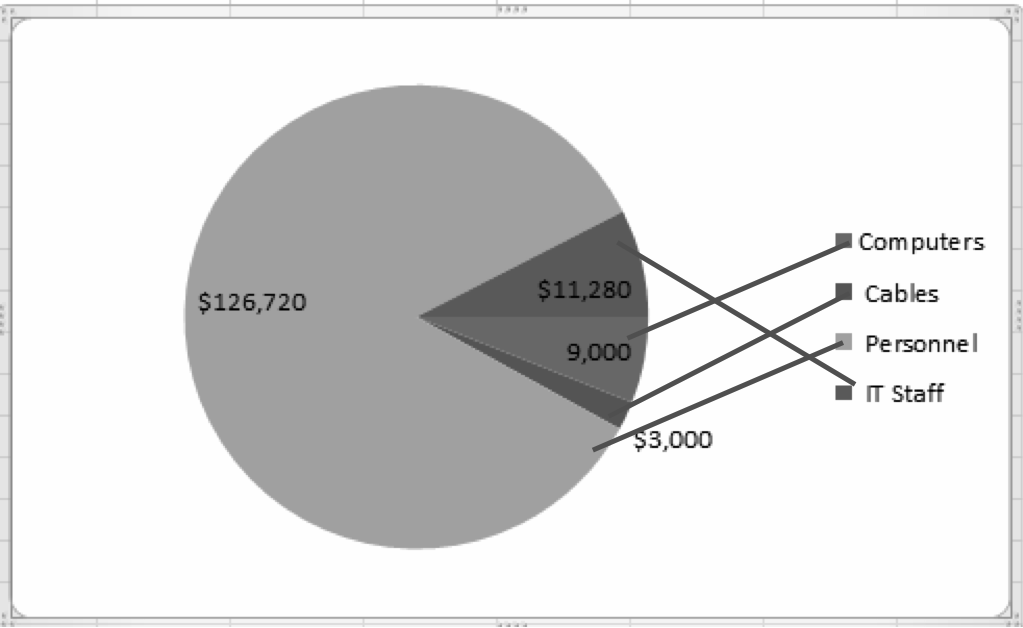 $126,720
$11,280
9,000
$3,000
Computers
Cables
Personnel
IT Staff